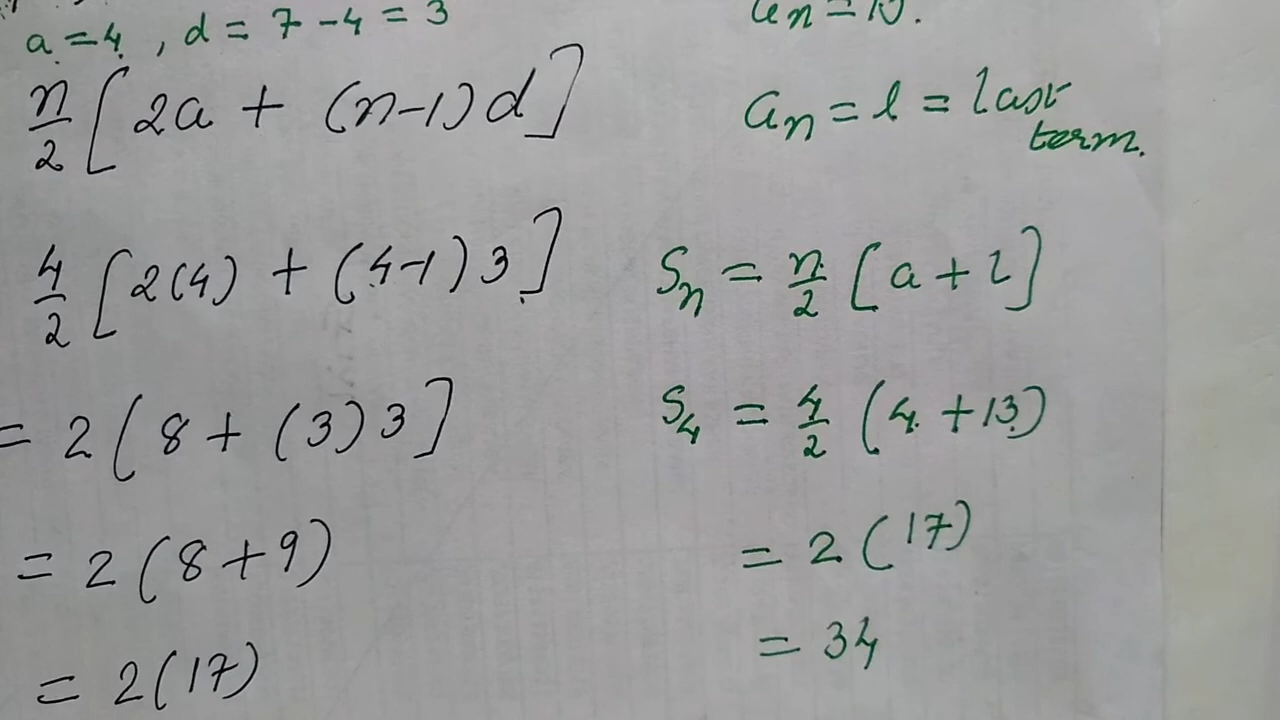 a = 4, d = 7 - 4 = 3
n/2 [2a + (n-1)d]
4/2 [2(4) + (4-1)3]
= 2(8 + (3)3]
= 2(8+9)
= 2(17)
an = l = last
term.
Sn = n/2 [a + l]
S4 = 4/2 (4 + 13)
= 2(17)
= 34